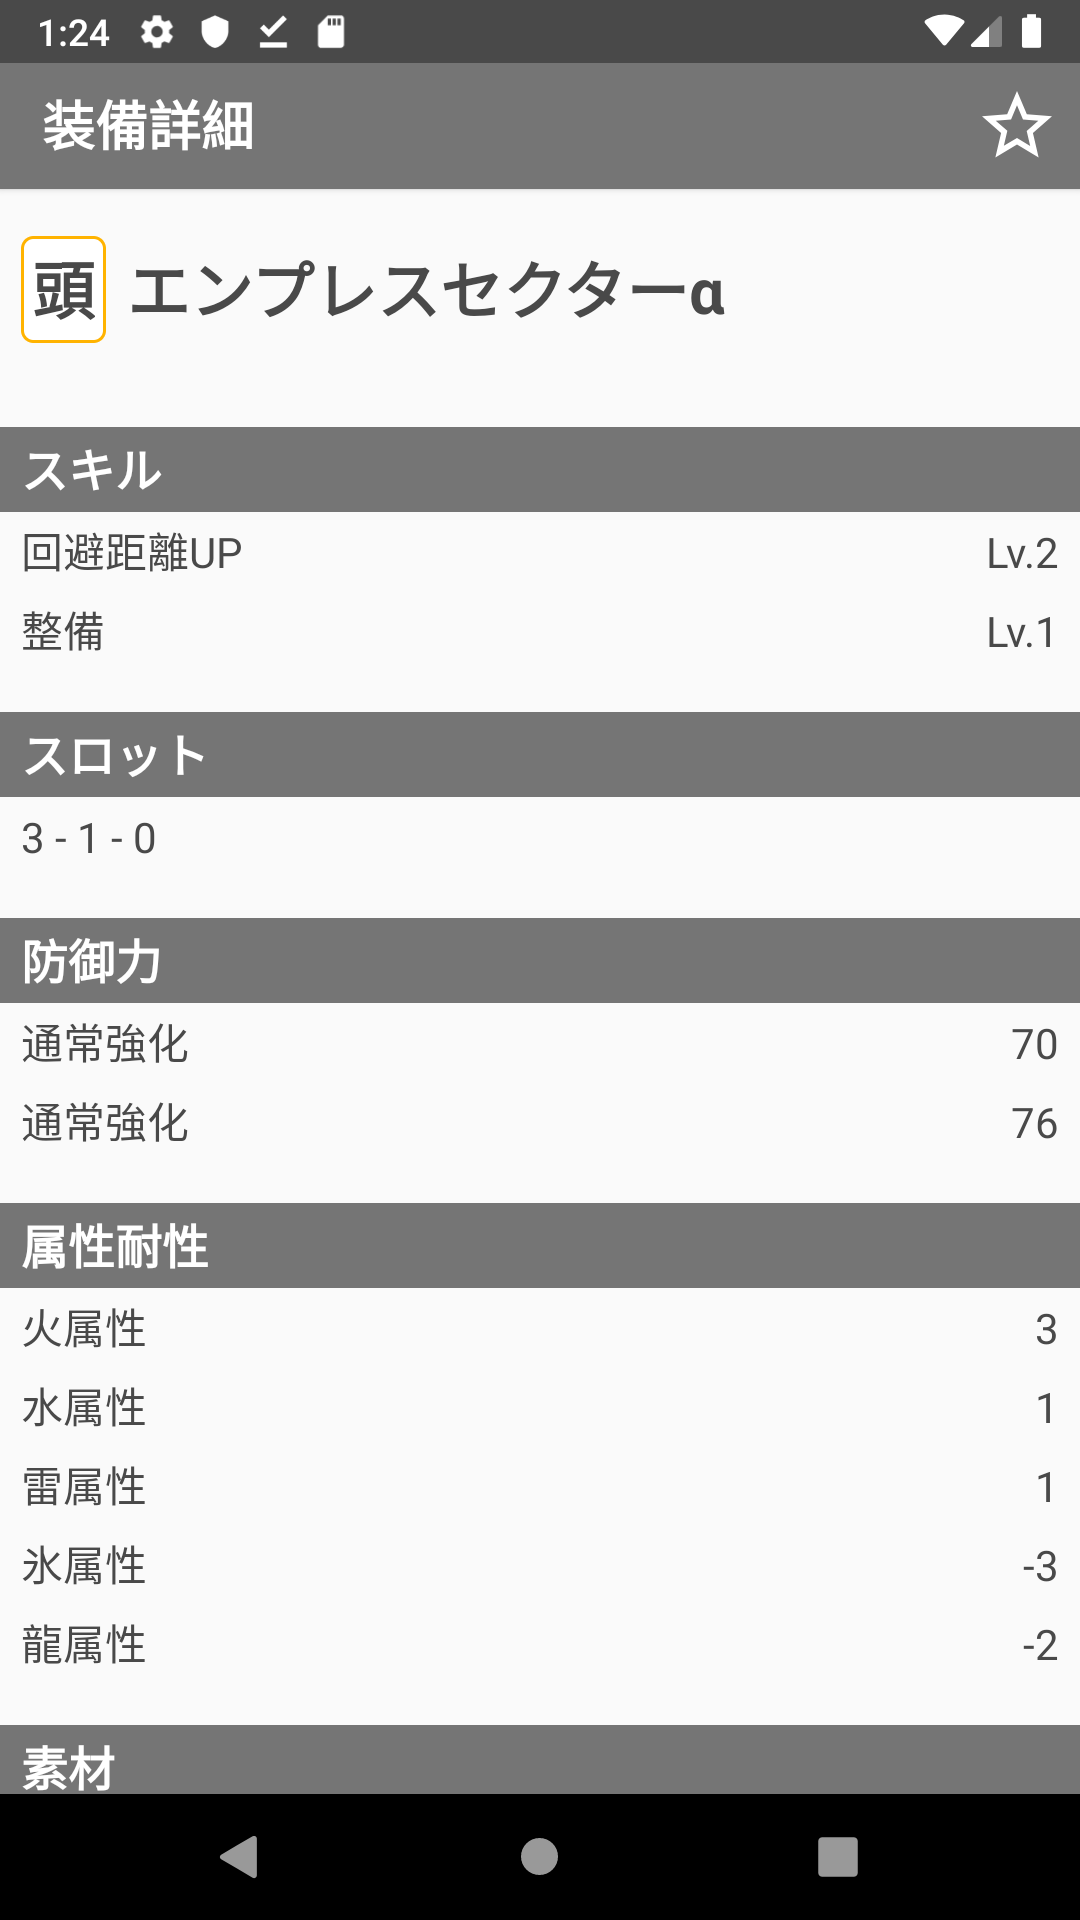 1:24
装備詳細
頭 エンプレスセクターα
スキル
回避距離UP Lv.2
整備 Lv.1
スロット
3 - 1 - 0
防御力
通常強化 70
通常強化 76
属性耐性
火属性 3
水属性 1
雷属性 1
氷属性 -3
龍属性 -2
素材